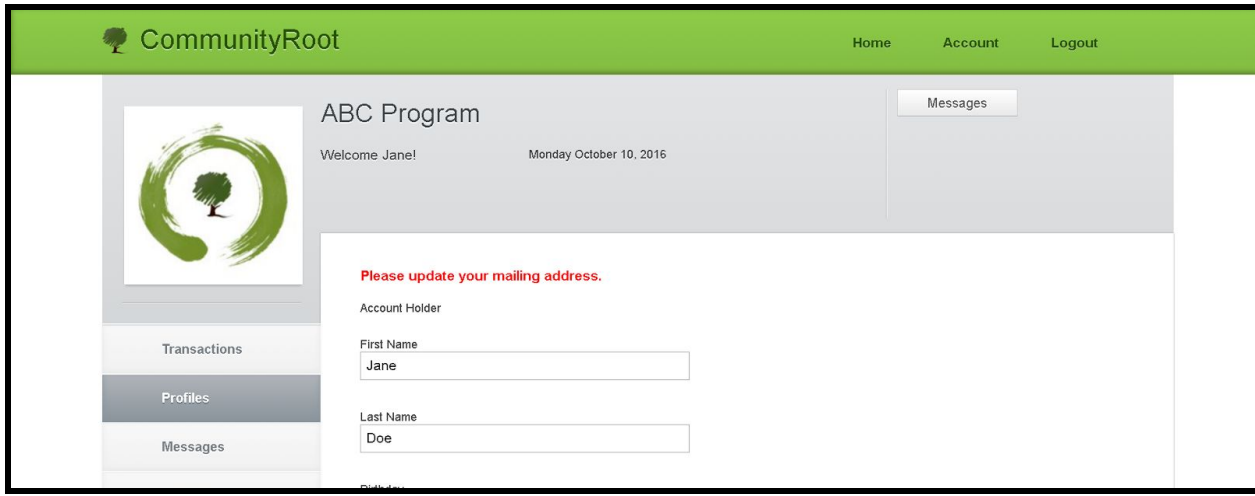 CommunityRoot
Home Account Logout
ABC Program
Messages
Welcome Jane! Monday October 10, 2016
Please update your mailing address.
Account Holder
First Name
Jane
Last Name
Doe
Transactions
Profiles
Messages